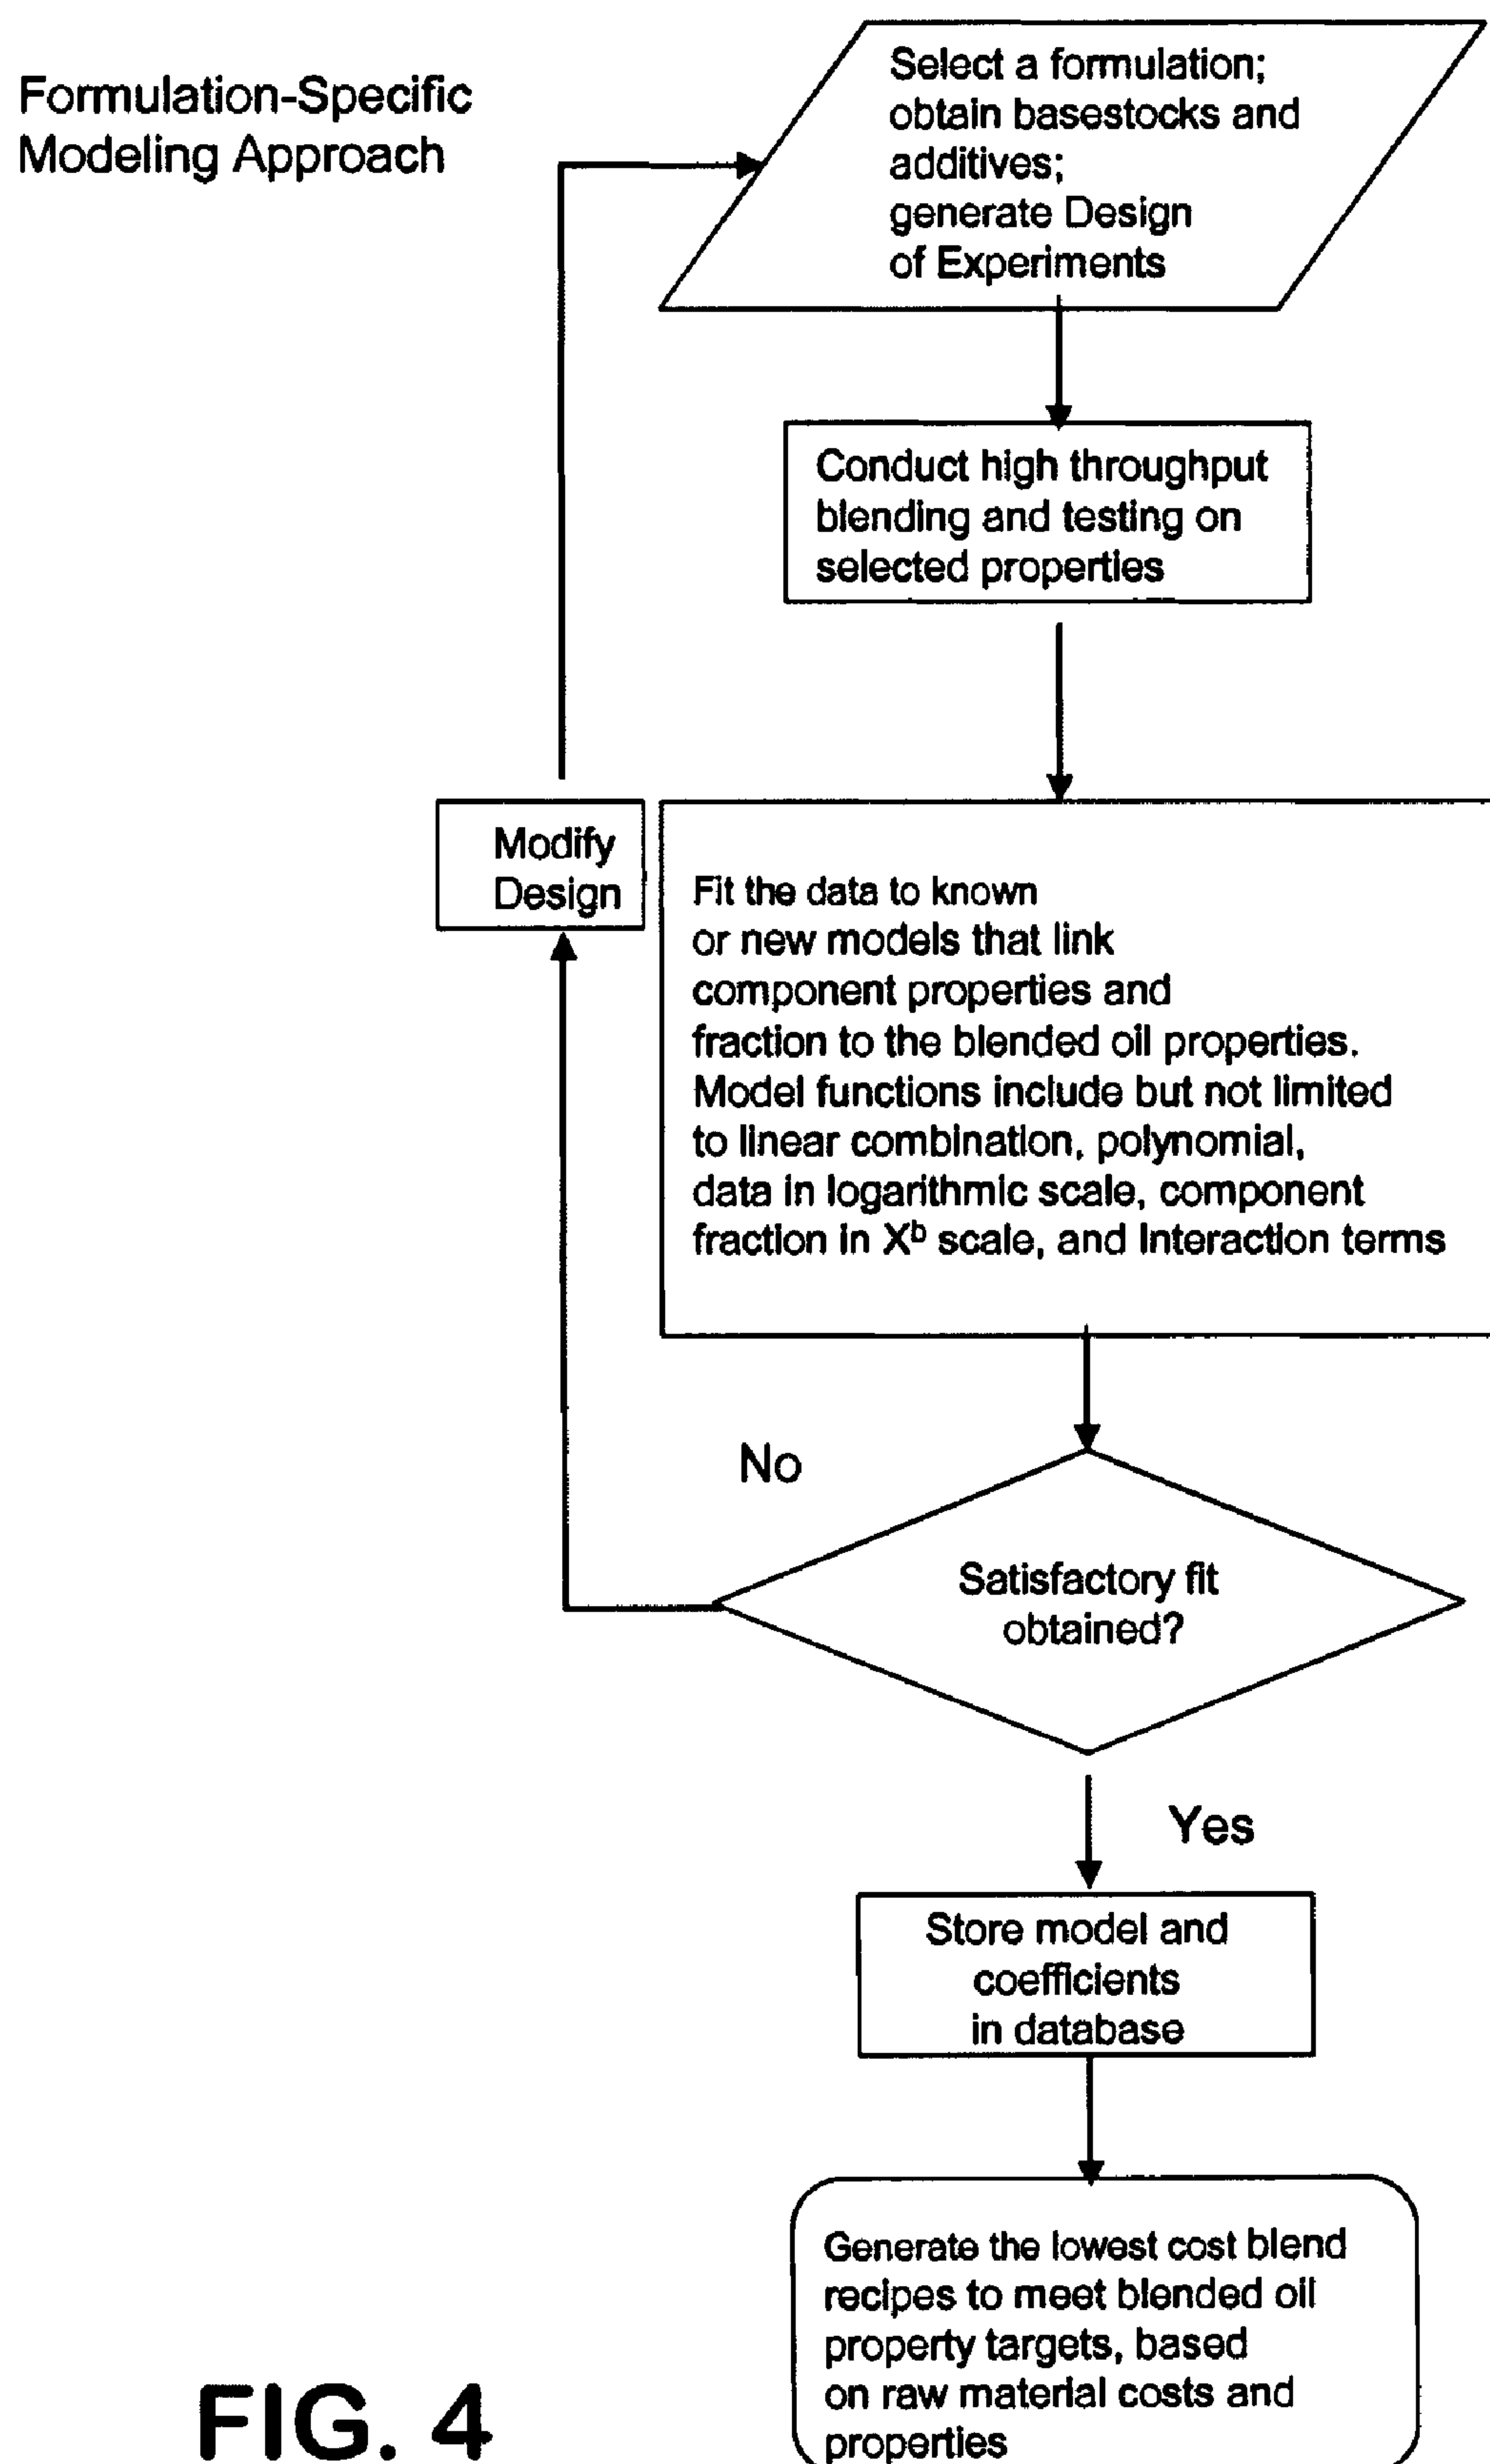 Formulation-Specific
Modeling Approach
Select a formulation;
obtain basestocks and
additives;
generate Design
of Experiments
Conduct high throughput
blending and testing on
selected properties
Modify
Design
Fit the data to known
or new models that link
component properties and
fraction to the blended oil properties.
Model functions include but not limited
to linear combination, polynomial,
data in logarithmic scale, component
fraction in Xᵇ scale, and Interaction terms
No
Satisfactory fit
obtained?
Yes
Store model and
coefficients
in database
Generate the lowest cost blend
recipes to meet blended oil
property targets, based
on raw material costs and
properties
FIG. 4